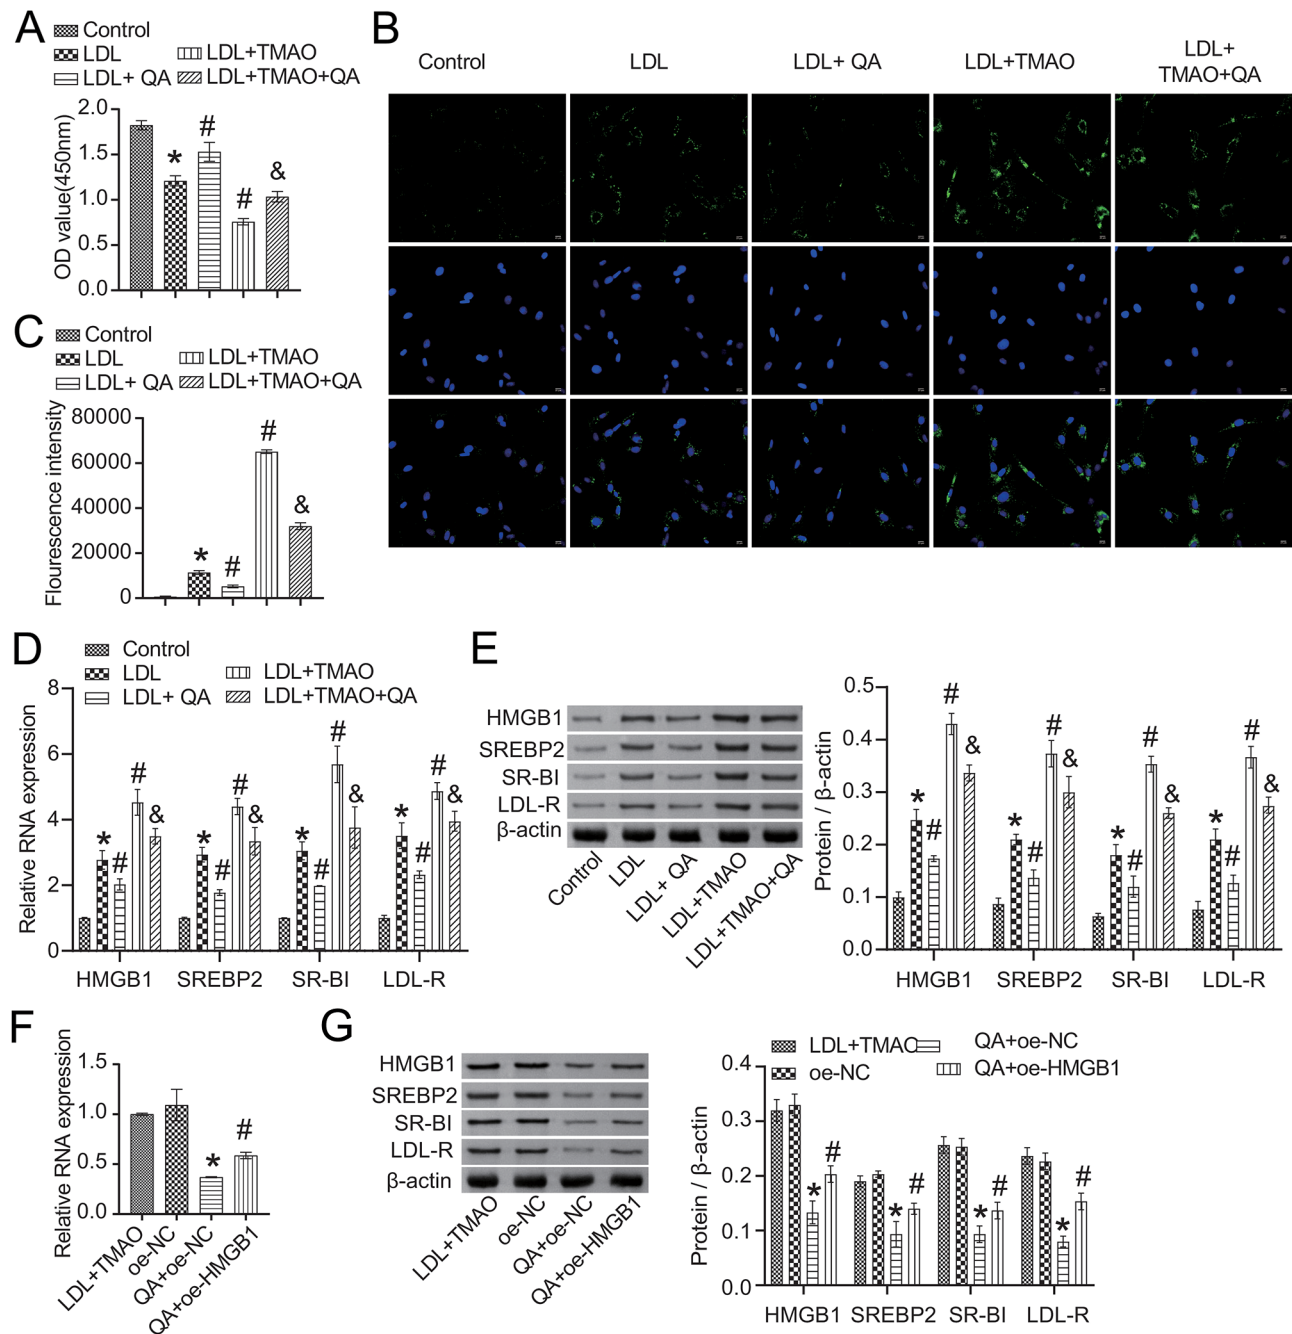 A
Control
LDL
LDL+TMAO
LDL+ QA
LDL+TMAO+QA
OD value(450nm)
2.0
1.5
1.0
0.5
0.0
*
#
#
&
B
Control
LDL
LDL+ QA
LDL+TMAO
LDL+
TMAO+QA
C
Control
LDL
LDL+TMAO
LDL+ QA
LDL+TMAO+QA
Flourescence intensity
80000
60000
40000
20000
0
*
#
#
&
D
Control
LDL
LDL+TMAO
LDL+ QA
LDL+TMAO+QA
Relative RNA expression
8
6
4
2
0
* # # &
* # # &
* # # &
* # # &
HMGB1
SREBP2
SR-BI
LDL-R
E
HMGB1
SREBP2
SR-BI
LDL-R
β-actin
Control
LDL
LDL+ QA
LDL+TMAO
LDL+TMAO+QA
Protein / β-actin
0.5
0.4
0.3
0.2
0.1
0.0
* # # &
* # # &
* # # &
* # # &
HMGB1
SREBP2
SR-BI
LDL-R
F
Relative RNA expression
1.5
1.0
0.5
0.0
*
#
LDL+TMAO
oe-NC
QA+oe-NC
QA+oe-HMGB1
G
HMGB1
SREBP2
SR-BI
LDL-R
β-actin
LDL+TMAO
oe-NC
QA+oe-NC
QA+oe-HMGB1
LDL+TMAO
QA+oe-NC
oe-NC
QA+oe-HMGB1
Protein / β-actin
0.4
0.3
0.2
0.1
0.0
* #
* #
* #
* #
HMGB1
SREBP2
SR-BI
LDL-R